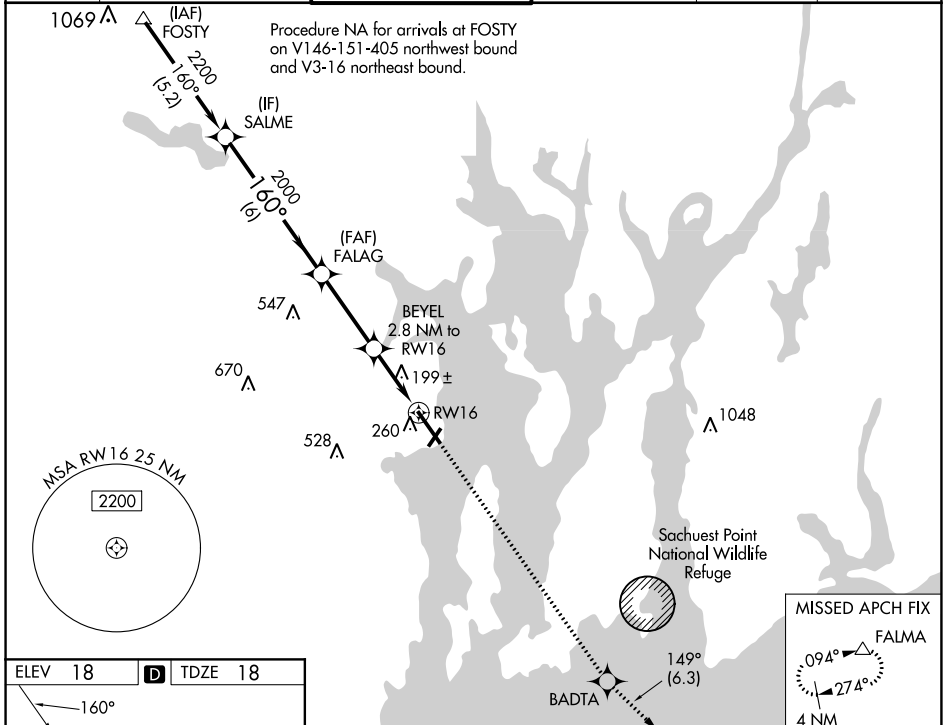 1069
(IAF)
FOSTY
Procedure NA for arrivals at FOSTY
on V146-151-405 northwest bound
and V3-16 northeast bound.
2200
160°
(5.2)
(IF)
SALME
2000
160°
(6)
(FAF)
FALAG
547
BEYEL
2.8 NM to
RW16
199±
670
RW16
260
528
1048
MSA RW16 25 NM
2200
Sachuest Point
National Wildlife
Refuge
MISSED APCH FIX
FALMA
094°
274°
4 NM
149°
(6.3)
BADTA
ELEV 18 D TDZE 18
160°